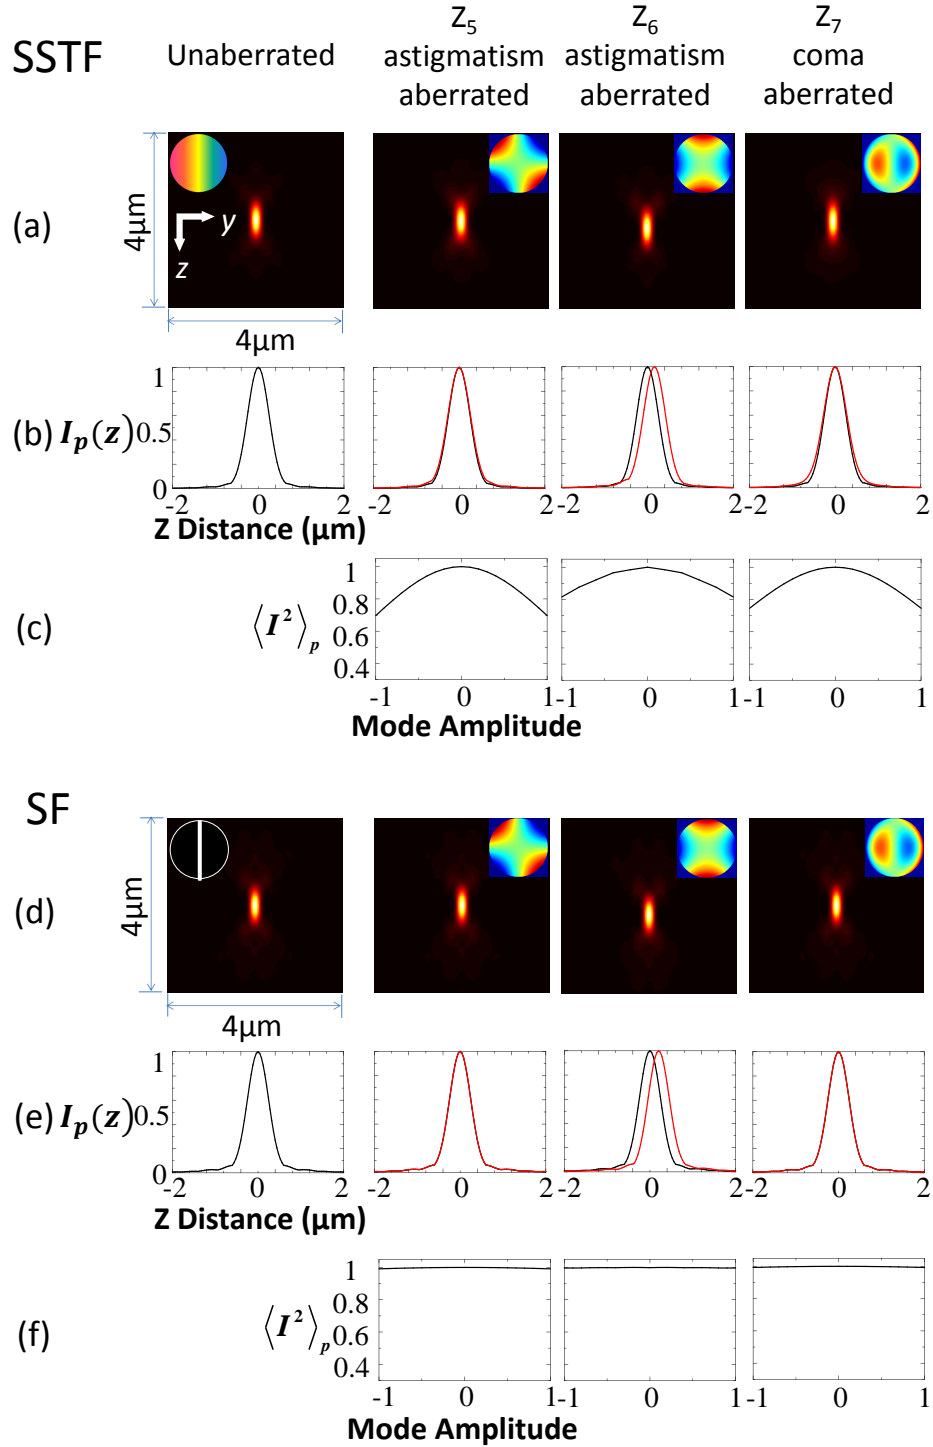 SSTF
Unaberrated
Z5
astigmatism
aberrated
Z6
astigmatism
aberrated
Z7
coma
aberrated
(a)
4μm
y
z
4μm
(b) Ip(z)
1
0.5
0
-2 0 2
-2 0 2
-2 0 2
-2 0 2
Z Distance (μm)
(c)
⟨I²⟩p
1
0.8
0.6
0.4
-1 0 1
-1 0 1
-1 0 1
Mode Amplitude
SF
(d)
4μm
4μm
(e) Ip(z)
1
0.5
0
-2 0 2
-2 0 2
-2 0 2
-2 0 2
Z Distance (μm)
(f)
⟨I²⟩p
1
0.8
0.6
0.4
-1 0 1
-1 0 1
-1 0 1
Mode Amplitude